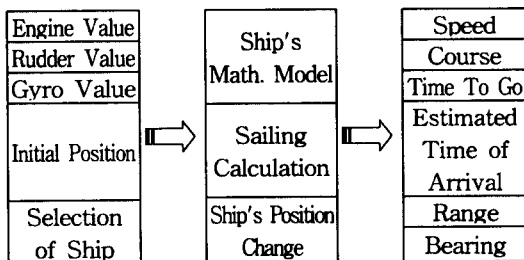 Engine Value
Rudder Value
Gyro Value
Initial Position
Selection
of Ship
Ship's
Math. Model
Sailing
Calculation
Ship's Position
Change
Speed
Course
Time To Go
Estimated
Time of
Arrival
Range
Bearing